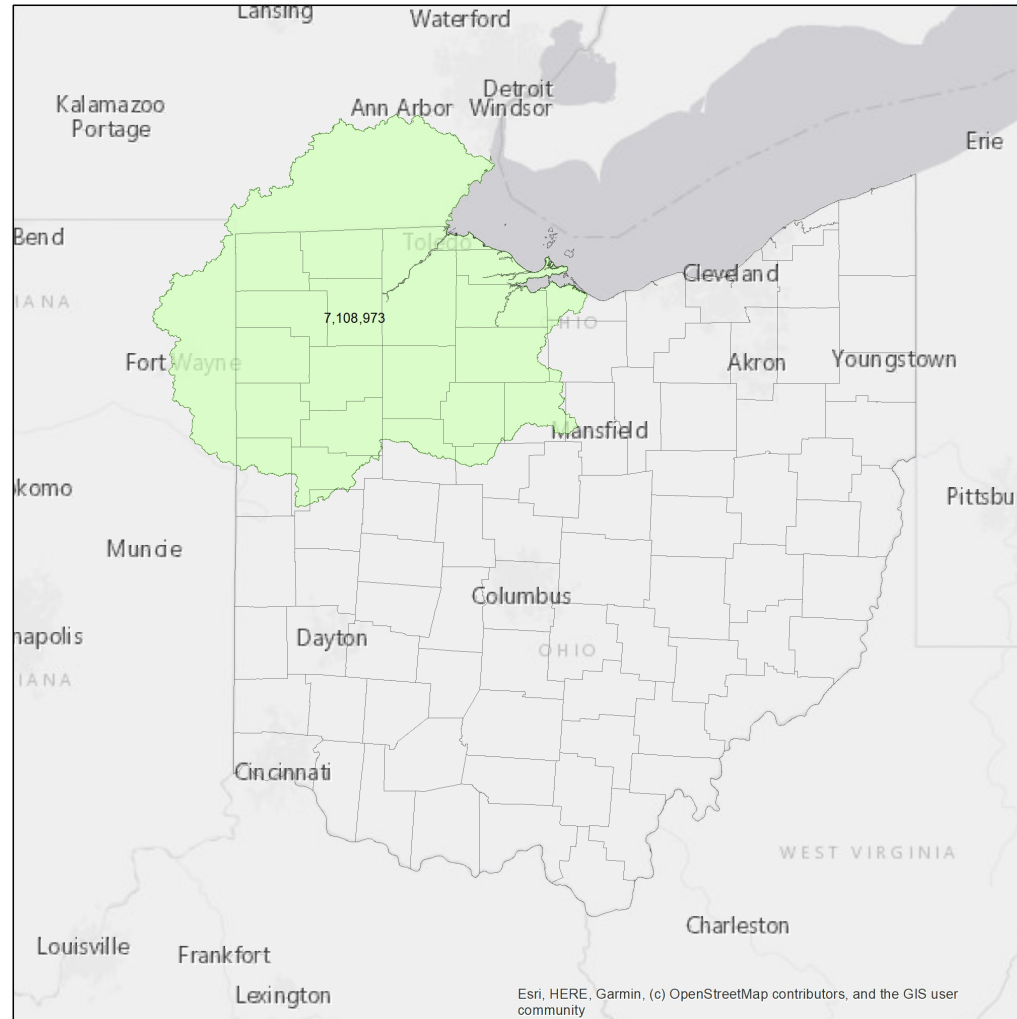 Lansing
Waterford
Detroit
Kalamazoo
Portage
Ann Arbor
Windsor
Erie
Bend
Toledo
Cleveland
IANA
7,108,973
OHIO
Fort Wayne
Akron
Youngstown
Mansfield
okomo
Pittsbu
Muncie
Columbus
napolis
Dayton
OHIO
IANA
Cincinnati
WEST VIRGINIA
Charleston
Louisville
Frankfort
Lexington
Esri, HERE, Garmin, (c) OpenStreetMap contributors, and the GIS user
community